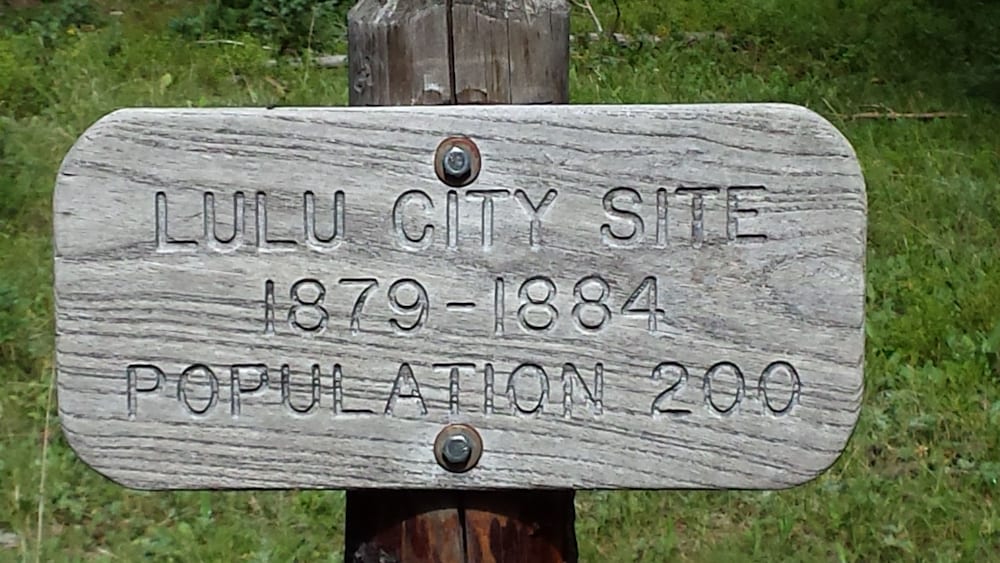 LULU CITY SITE
1879-1884
POPULATION 200